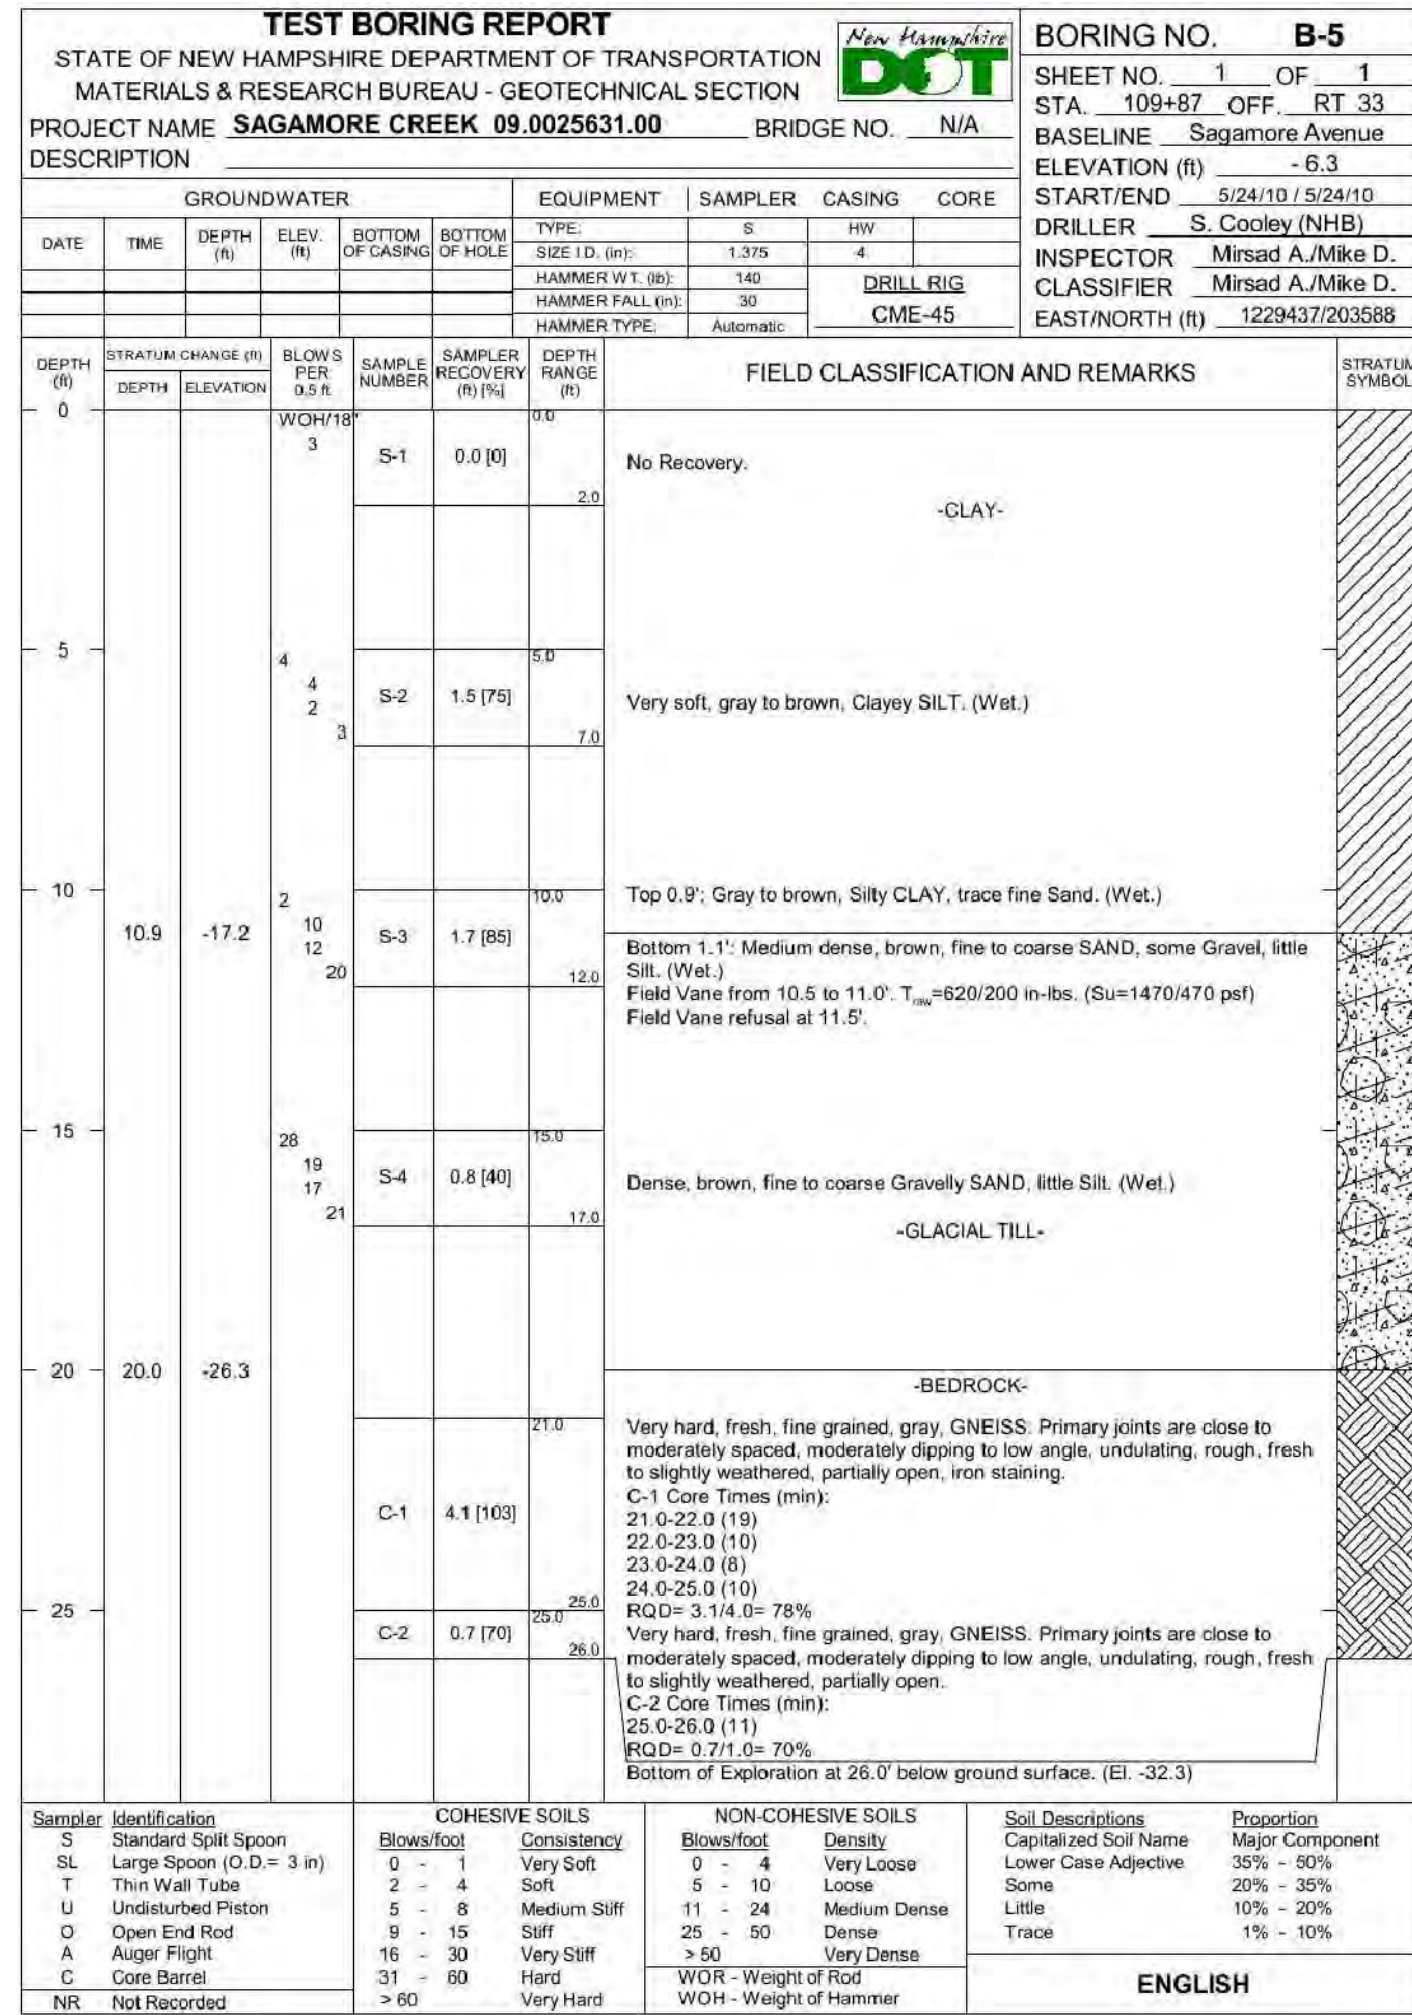 TEST BORING REPORT
STATE OF NEW HAMPSHIRE DEPARTMENT OF TRANSPORTATION
MATERIALS & RESEARCH BUREAU - GEOTECHNICAL SECTION
PROJECT NAME SAGAMORE CREEK 09.0025631.00 BRIDGE NO. N/A
DESCRIPTION
New Hampshire
DOT
BORING NO. B-5
SHEET NO. 1 OF 1
STA. 109+87 OFF. RT 33
BASELINE Sagamore Avenue
ELEVATION (ft) - 6.3
START/END 5/24/10 / 5/24/10
DRILLER S. Cooley (NHB)
INSPECTOR Mirsad A./Mike D.
CLASSIFIER Mirsad A./Mike D.
EAST/NORTH (ft) 1229437/203588
GROUNDWATER
DATE TIME DEPTH (ft) ELEV. (ft) BOTTOM OF CASING BOTTOM OF HOLE
EQUIPMENT SAMPLER CASING CORE
TYPE: S HW
SIZE I.D. (in): 1.375 4
HAMMER WT. (lb): 140
HAMMER FALL (in): 30
HAMMER TYPE: Automatic
DRILL RIG
CME-45
DEPTH (ft) STRATUM CHANGE (ft) DEPTH ELEVATION BLOWS PER 0.5 ft SAMPLE NUMBER SAMPLER RECOVERY (ft) [%] DEPTH RANGE (ft) FIELD CLASSIFICATION AND REMARKS STRATUM SYMBOL
0
WOH/18" 0.0
3
S-1 0.0 [0] No Recovery.
2.0
-CLAY-
5
4 5.0
4
2
3
S-2 1.5 [75] Very soft, gray to brown, Clayey SILT. (Wet.)
7.0
10
2 10.0 Top 0.9': Gray to brown, Silty CLAY, trace fine Sand. (Wet.)
10.9 -17.2
10
12
20
S-3 1.7 [85]
12.0
Bottom 1.1': Medium dense, brown, fine to coarse SAND, some Gravel, little
Silt. (Wet.)
Field Vane from 10.5 to 11.0'. Traw=620/200 in-lbs. (Su=1470/470 psf)
Field Vane refusal at 11.5'.
15
28 15.0
19
17
21
S-4 0.8 [40] Dense, brown, fine to coarse Gravelly SAND, little Silt. (Wet.)
17.0
-GLACIAL TILL-
20 20.0 -26.3
-BEDROCK-
21.0
Very hard, fresh, fine grained, gray, GNEISS. Primary joints are close to
moderately spaced, moderately dipping to low angle, undulating, rough, fresh
to slightly weathered, partially open, iron staining.
C-1 4.1 [103]
C-1 Core Times (min):
21.0-22.0 (19)
22.0-23.0 (10)
23.0-24.0 (8)
24.0-25.0 (10)
25.0
RQD= 3.1/4.0= 78%
25
25.0
C-2 0.7 [70]
26.0
Very hard, fresh, fine grained, gray, GNEISS. Primary joints are close to
moderately spaced, moderately dipping to low angle, undulating, rough, fresh
to slightly weathered, partially open.
C-2 Core Times (min):
25.0-26.0 (11)
RQD= 0.7/1.0= 70%
Bottom of Exploration at 26.0' below ground surface. (El. -32.3)
Sampler Identification
S Standard Split Spoon
SL Large Spoon (O.D.= 3 in)
T Thin Wall Tube
U Undisturbed Piston
O Open End Rod
A Auger Flight
C Core Barrel
NR Not Recorded
COHESIVE SOILS
Blows/foot Consistency
0 - 1 Very Soft
2 - 4 Soft
5 - 8 Medium Stiff
9 - 15 Stiff
16 - 30 Very Stiff
31 - 60 Hard
> 60 Very Hard
NON-COHESIVE SOILS
Blows/foot Density
0 - 4 Very Loose
5 - 10 Loose
11 - 24 Medium Dense
25 - 50 Dense
> 50 Very Dense
WOR - Weight of Rod
WOH - Weight of Hammer
Soil Descriptions Proportion
Capitalized Soil Name Major Component
Lower Case Adjective 35% - 50%
Some 20% - 35%
Little 10% - 20%
Trace 1% - 10%
ENGLISH